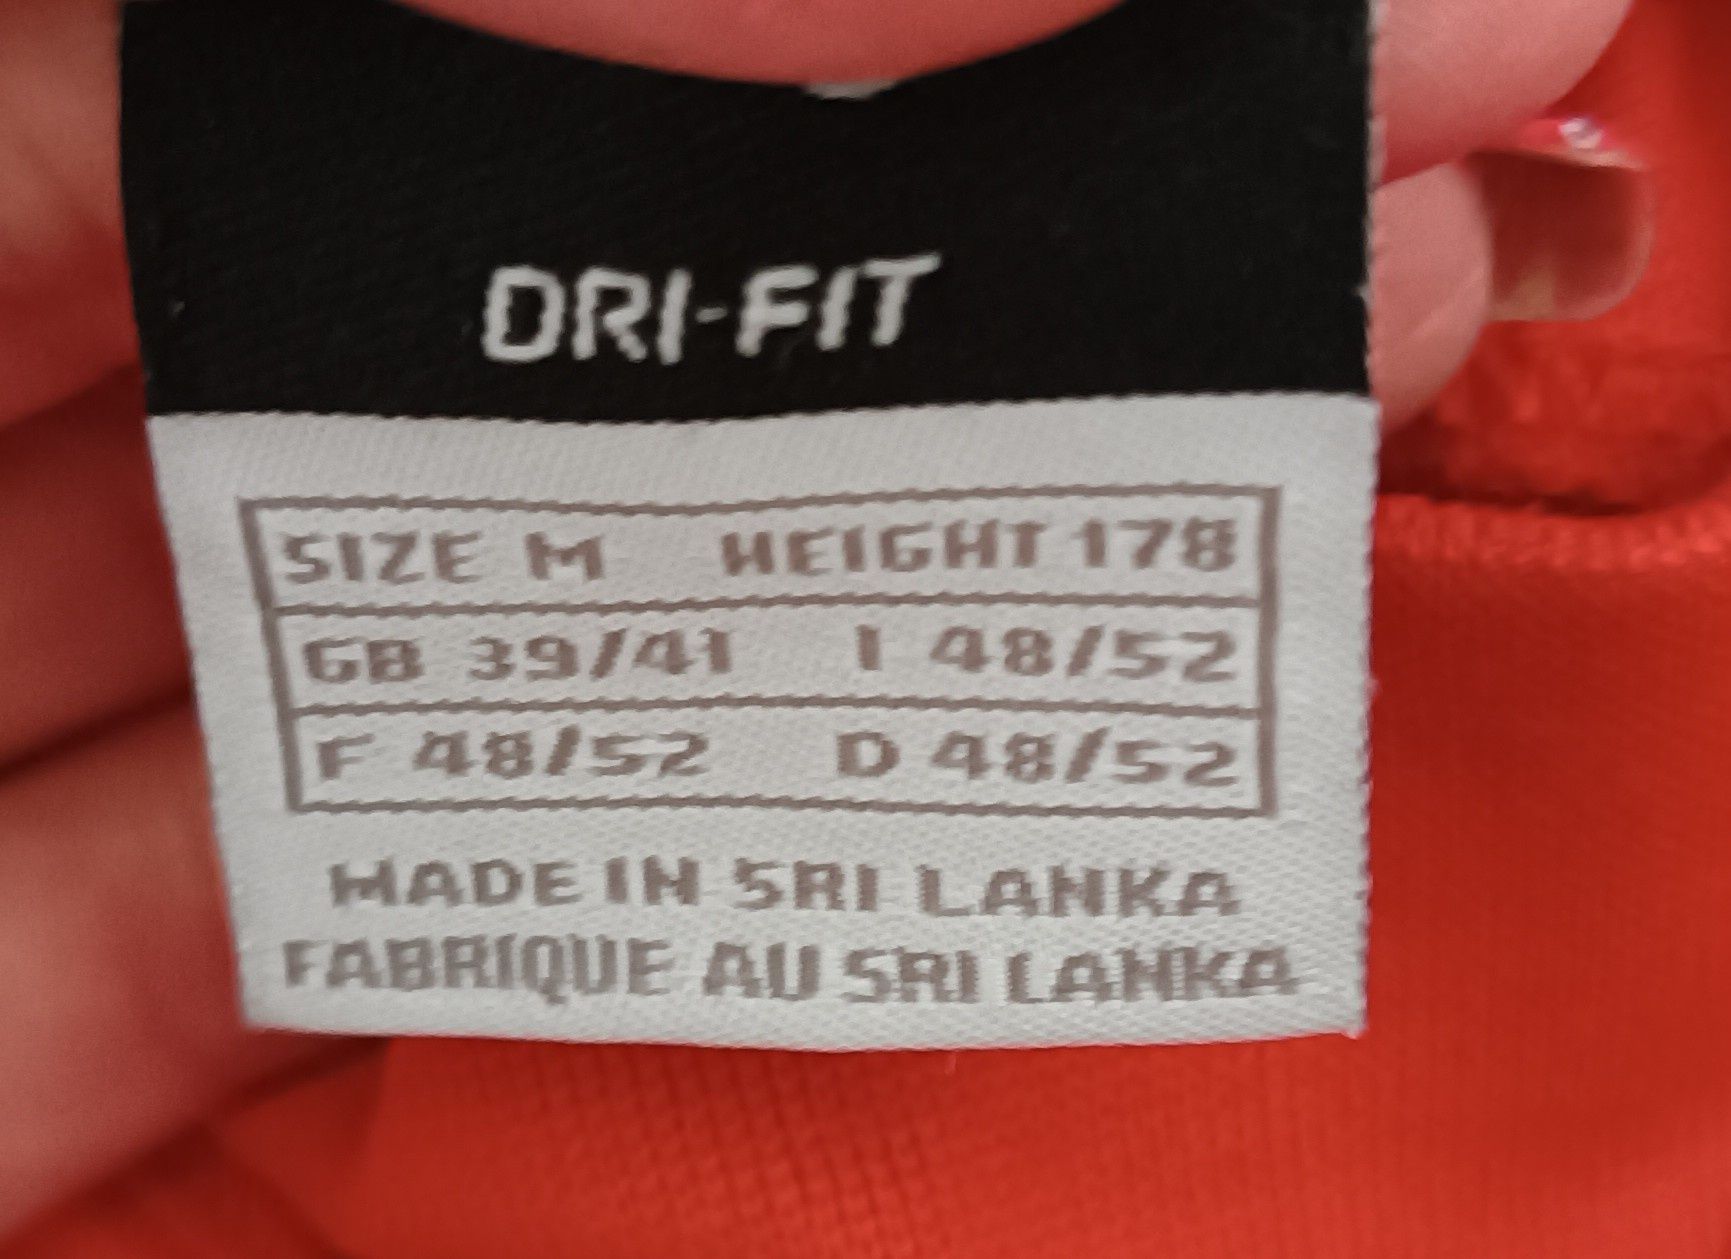 DRI-FIT
SIZE M HEIGHT 178
GB 39/41 I 48/52
F 48/52 D 48/52
MADE IN SRI LANKA
FABRIQUE AU SRI LANKA